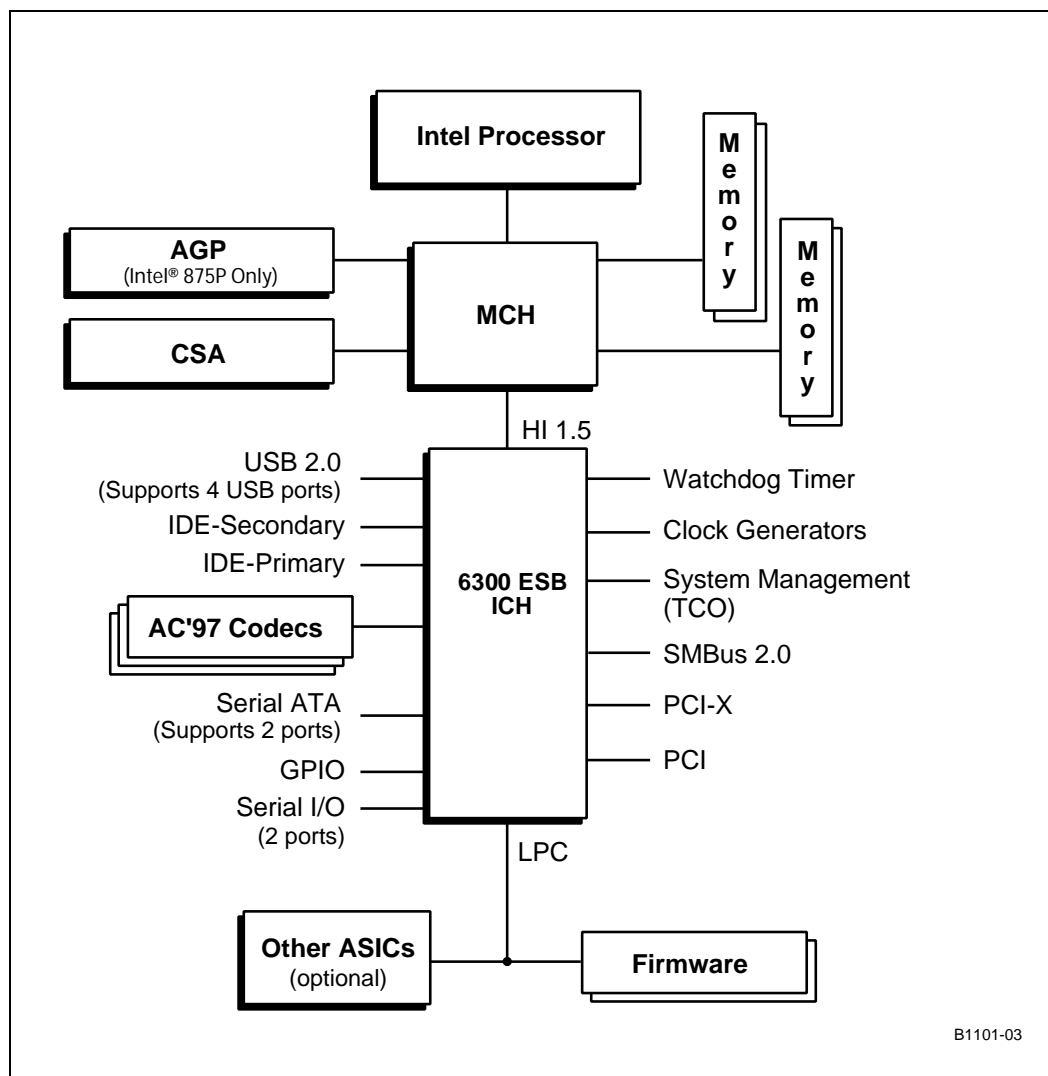 Intel Processor
Memory
Memory
AGP
(Intel® 875P Only)
CSA
MCH
HI 1.5
USB 2.0
(Supports 4 USB ports)
IDE-Secondary
IDE-Primary
AC'97 Codecs
Serial ATA
(Supports 2 ports)
GPIO
Serial I/O
(2 ports)
6300 ESB
ICH
Watchdog Timer
Clock Generators
System Management
(TCO)
SMBus 2.0
PCI-X
PCI
LPC
Other ASICs
(optional)
Firmware
B1101-03